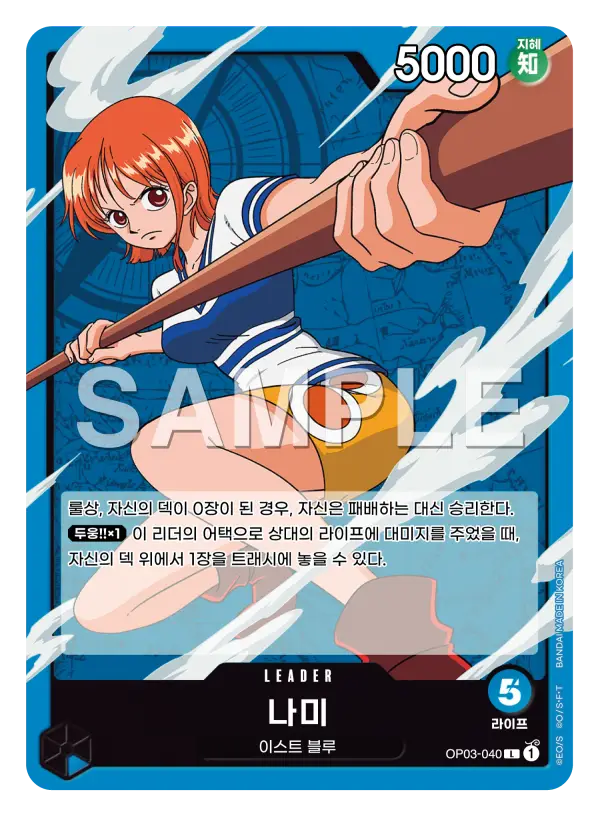 5000
지혜
知
SAMPLE
룰상, 자신의 덱이 0장이 된 경우, 자신은 패배하는 대신 승리한다.
두웅!!×1 이 리더의 어택으로 상대의 라이프에 대미지를 주었을 때,
자신의 덱 위에서 1장을 트래시에 놓을 수 있다.
LEADER
나미
이스트 블루
5
라이프
OP03-040 L 1
©EO/S ©O/S·F·T BANDAI MADE IN KOREA